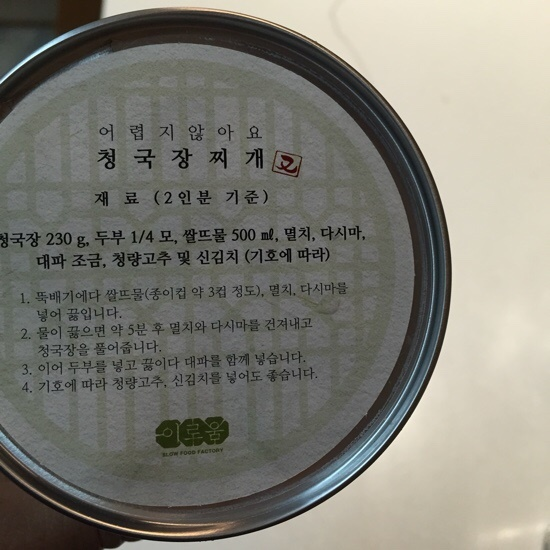 어렵지않아요
청국장찌개
재 료 (2인분 기준)
청국장 230 g, 두부 1/4 모, 쌀뜨물 500 ㎖, 멸치, 다시마,
대파 조금, 청량고추 및 신김치 (기호에 따라)
1. 뚝배기에다 쌀뜨물(종이컵 약 3컵 정도), 멸치, 다시마를
넣어 끓입니다.
2. 물이 끓으면 약 5분 후 멸치와 다시마를 건져내고
청국장을 풀어줍니다.
3. 이어 두부를 넣고 끓이다 대파를 함께 넣습니다.
4. 기호에 따라 청량고추, 신김치를 넣어도 좋습니다.
이로움
SLOW FOOD FACTORY